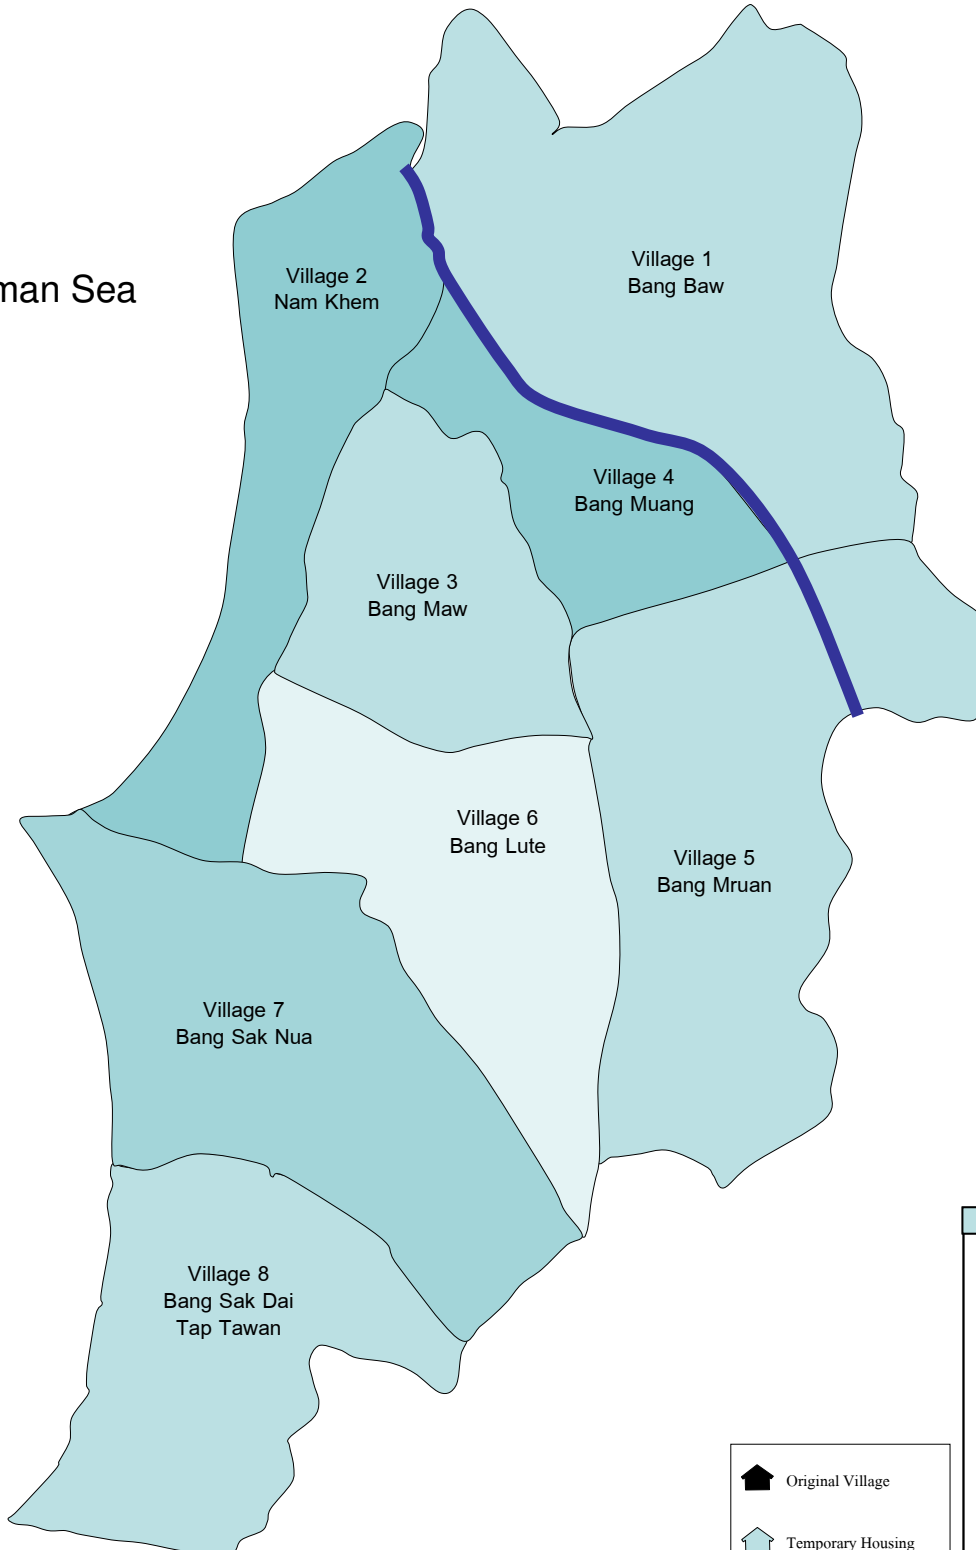 Village 1
Bang Baw
Village 2
Nam Khem
man Sea
Village 4
Bang Muang
Village 3
Bang Maw
Village 6
Bang Lute
Village 5
Bang Mruan
Village 7
Bang Sak Nua
Village 8
Bang Sak Dai
Tap Tawan
Original Village
Temporary Housing